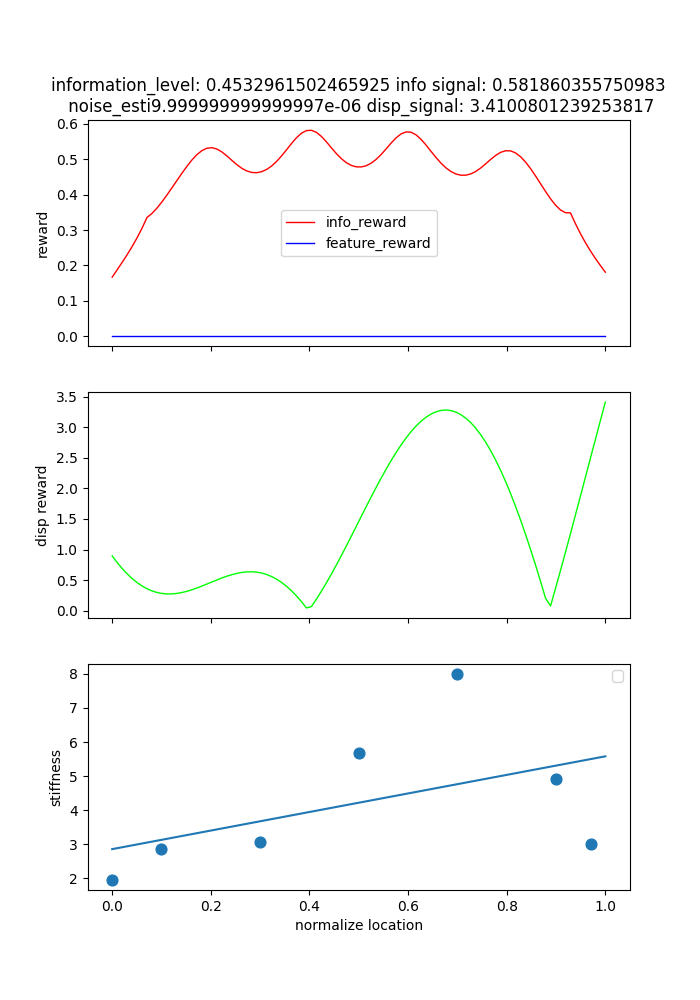 information_level: 0.4532961502465925 info signal: 0.581860355750983
noise_esti9.999999999999997e-06 disp_signal: 3.4100801239253817
0.6
0.5
0.4
0.3
0.2
0.1
0.0
reward
info_reward
feature_reward
3.5
3.0
2.5
2.0
1.5
1.0
0.5
0.0
disp reward
8
7
6
5
4
3
2
stiffness
0.0 0.2 0.4 0.6 0.8 1.0
normalize location